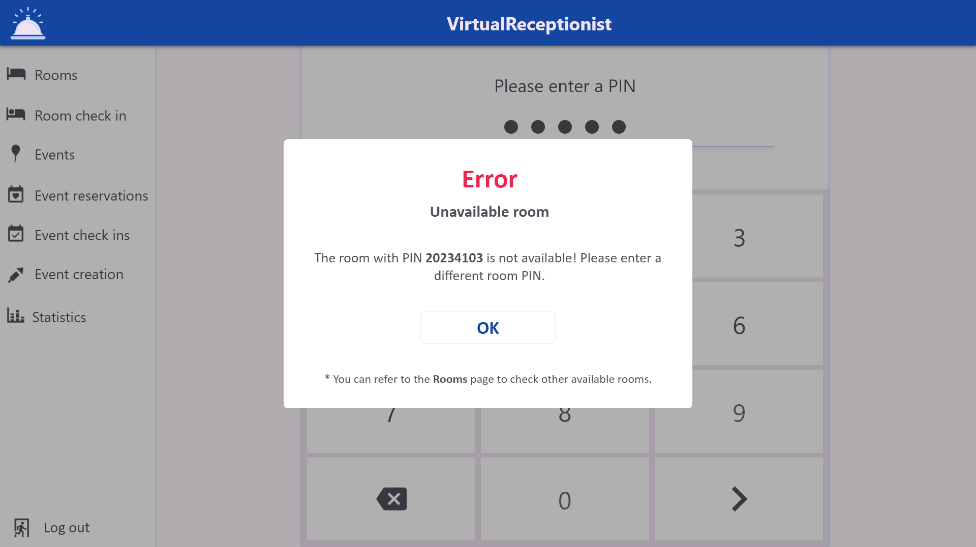 VirtualReceptionist
Rooms
Room check in
Events
Event reservations
Event check ins
Event creation
Statistics
Log out
Please enter a PIN
Error
Unavailable room
The room with PIN 20234103 is not available! Please enter a
different room PIN.
OK
* You can refer to the Rooms page to check other available rooms.
3
6
7 8 9
0